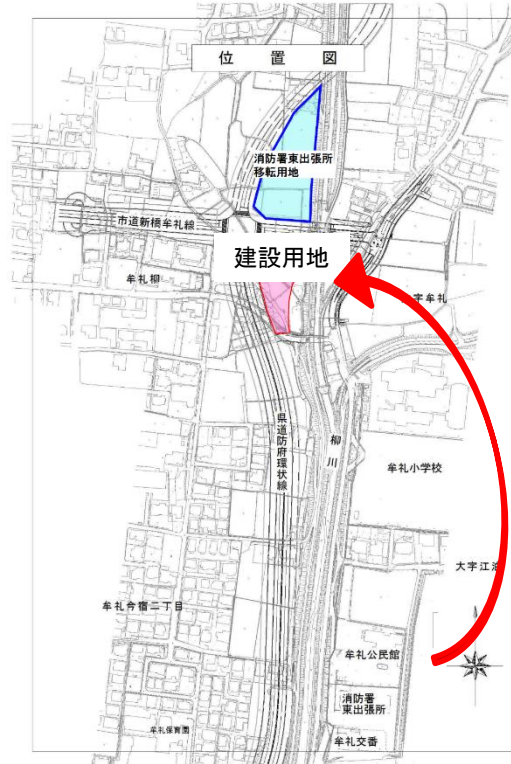 位置図
消防署東出張所
移転用地
市道新橋牟礼線
建設用地
牟礼柳
字牟礼
県道防府環状線
柳川
牟礼小学校
大字江泊
牟礼今宿二丁目
牟礼公民館
消防署
東出張所
牟礼保育園
牟礼交番